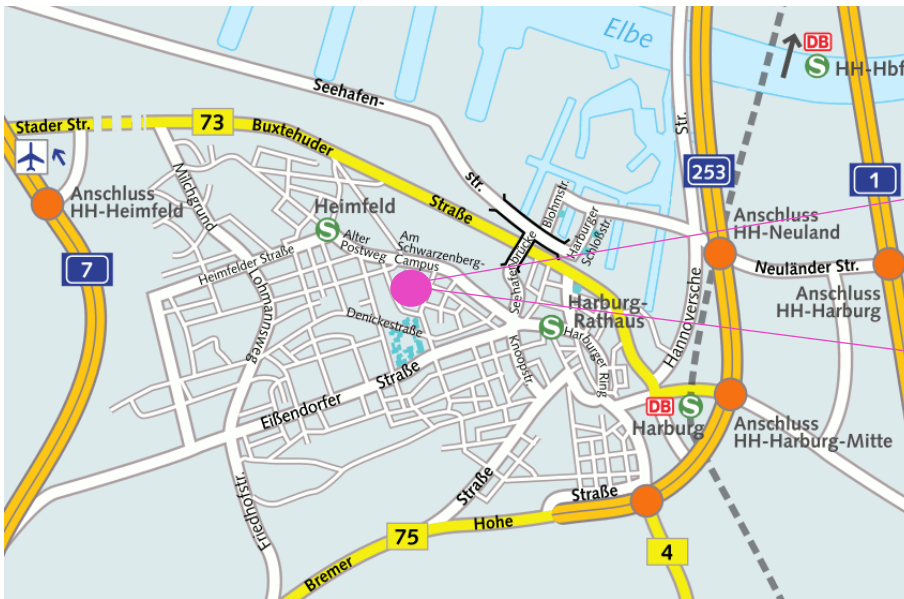 Elbe
DB
S HH-Hbf
Seehafen-
str.
Str.
Stader Str.
73
Buxtehuder
Straße
253
1
Milchgrund
Blohmstr.
Harburger
Schloßstr.
Anschluss
HH-Heimfeld
Heimfeld
S
Am
Schwarzenberg-
Campus
Alter
Postweg
Seehafenbrücke
Anschluss
HH-Neuland
Neuländer Str.
7
Heimfelder Straße
Lohmannsweg
Denickestraße
Harburg-
Rathaus
S
Hannoversche
Anschluss
HH-Harburg
Knoopstr.
Harburger Ring
Eißendorfer
Straße
DB
S
Harburg
Anschluss
HH-Harburg-Mitte
Friedhofstr.
Bremer
75
Hohe
Straße
Straße
4